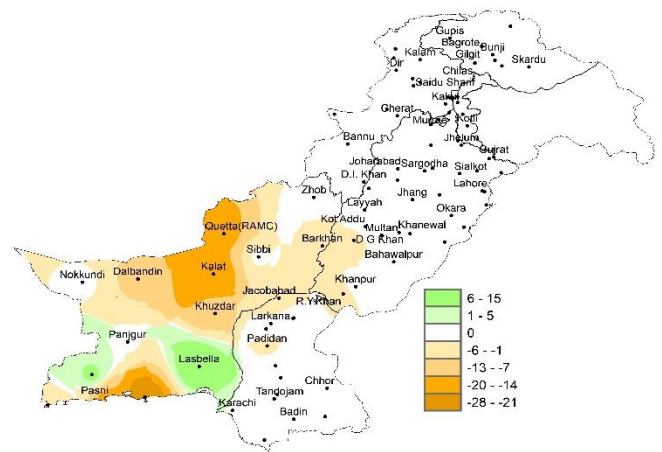 Gupis
Bagrote
Kalam
Gilgit
Bunji
Dir
Skardu
Chilas
Saidu Sharif
Kakul
Cherat
Murree
Kotli
Bannu
Jhelum
Gujrat
Joharabad
Sargodha
Sialkot
D.I. Khan
Lahore
Zhob
Jhang
Layyah
Okara
Kot Addu
Quetta(RAMC)
Multan
Khanewal
Barkhan
D G Khan
Sibbi
Bahawalpur
Nokkundi
Dalbandin
Kalat
Khanpur
Jacobabad
R.Y.Khan
Khuzdar
Larkana
Panjgur
Padidan
Lasbella
Pasni
Chhor
Tandojam
Karachi
Badin
6 - 15
1 - 5
0
-6 - -1
-13 - -7
-20 - -14
-28 - -21